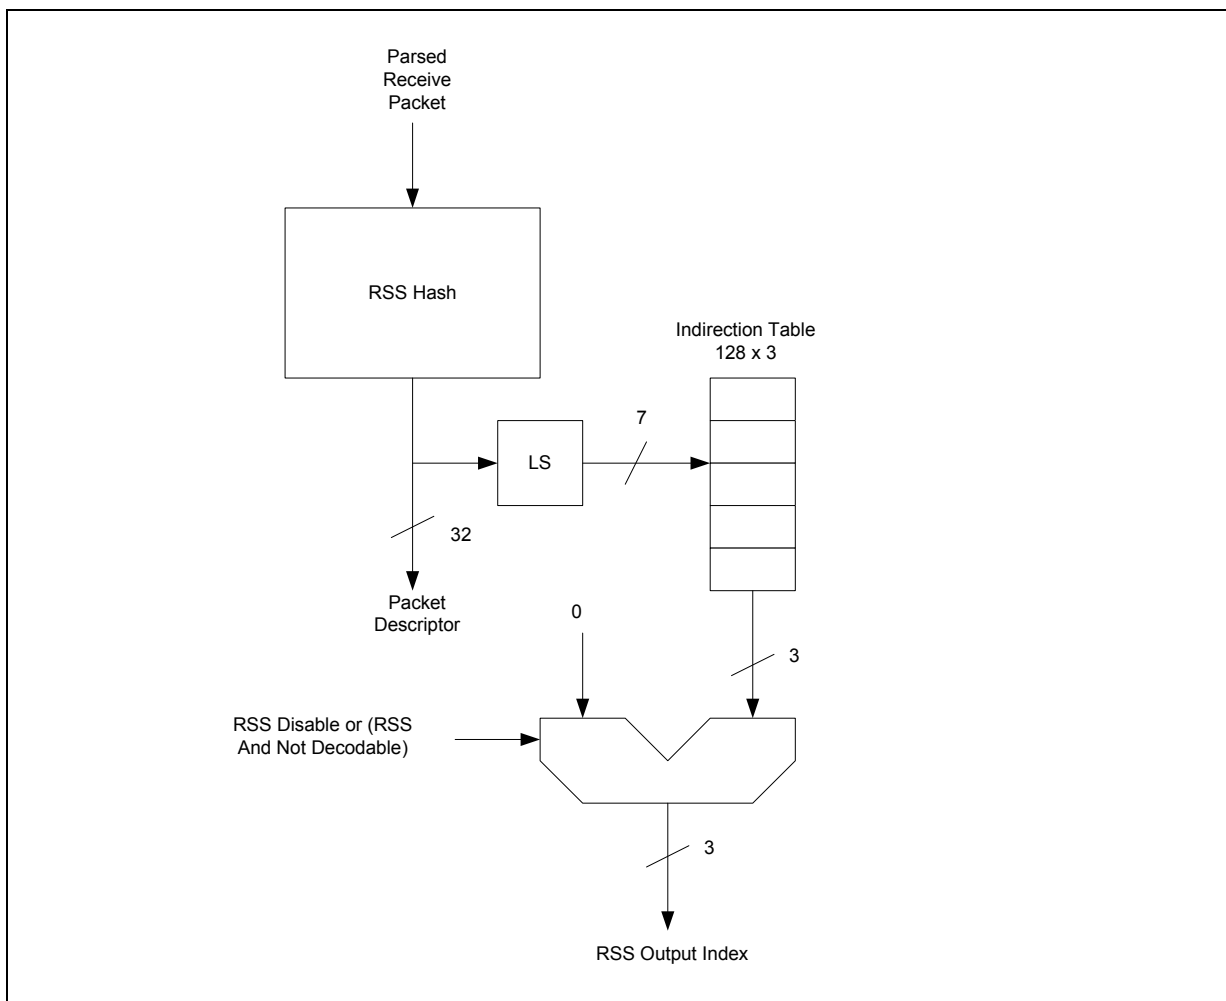 Parsed
Receive
Packet
RSS Hash
Indirection Table
128 x 3
7
LS
32
Packet
Descriptor
0
3
RSS Disable or (RSS
And Not Decodable)
3
RSS Output Index